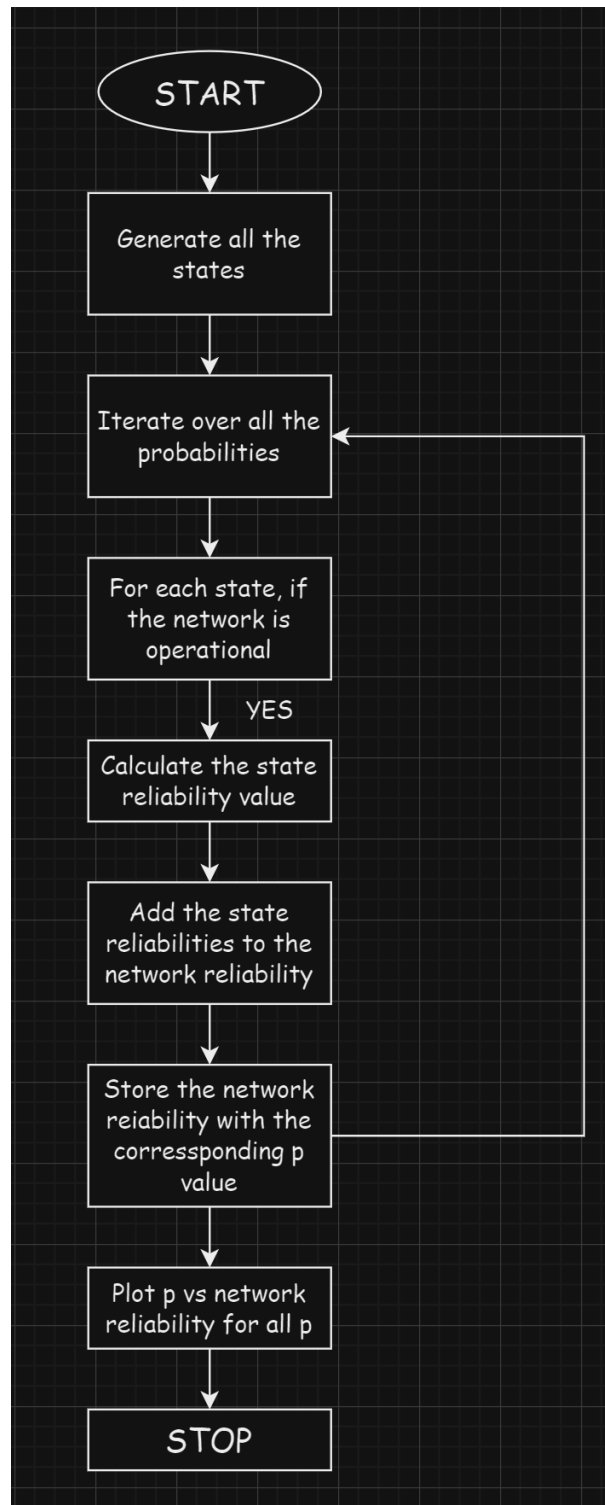 START
Generate all the
states
Iterate over all the
probabilities
For each state, if
the network is
operational
YES
Calculate the state
reliability value
Add the state
reliabilities to the
network reliability
Store the network
reiability with the
corressponding p
value
Plot p vs network
reliability for all p
STOP